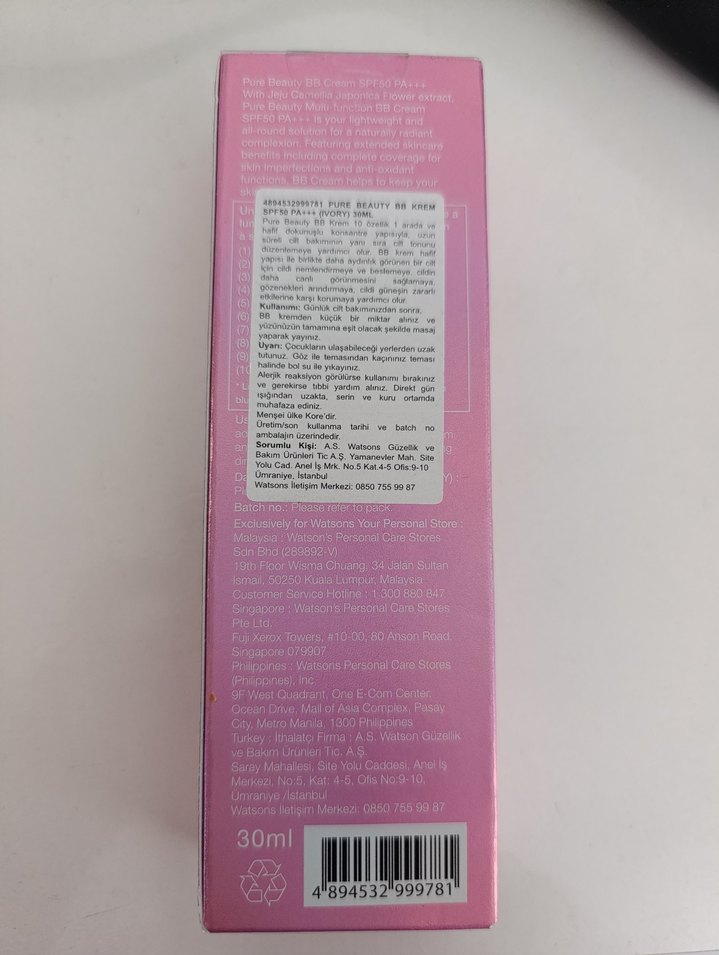 Pure Beauty BB Cream SPF50 PA+++
With Jeju Camellia Japonica Flower extract,
Pure Beauty Multi-function BB Cream
SPF50 PA+++ is your lightweight and
all-round solution for a naturally radiant
complexion. Featuring extended skincare
benefits including complete coverage for
skin imperfections and anti-oxidant
functions, BB Cream helps to keep your
4894532999781 PURE BEAUTY BB KREM
SPF50 PA+++ (IVORY) 30ML
Pure Beauty BB Krem 10 özellik 1 arada ve
hafif dokunuşlu konsantre yapısıyla, uzun
süreli cilt bakımının yanı sıra cilt tonunu
düzenlemeye yardımcı olur. BB krem hafif
yapısı ile birlikte daha aydınlık görünen bir cilt
için cildi nemlendirmeye ve beslemeye, cildin
daha canlı görünmesini sağlamaya,
gözenekleri arındırmaya, cildi güneşin zararlı
etkilerine karşı korumaya yardımcı olur.
Kullanımı: Günlük cilt bakımınızdan sonra,
BB kremden küçük bir miktar alınız ve
yüzünüzün tamamına eşit olacak şekilde masaj
yaparak yayınız.
Uyarı: Çocukların ulaşabileceği yerlerden uzak
tutunuz. Göz ile temasından kaçınınız teması
halinde bol su ile yıkayınız.
Alerjik reaksiyon görülürse kullanımı bırakınız
ve gerekirse tıbbi yardım alınız. Direkt gün
ışığından uzakta, serin ve kuru ortamda
muhafaza ediniz.
Menşei ülke Kore'dir.
Üretim/son kullanma tarihi ve batch no
ambalajın üzerindedir.
Sorumlu Kişi: A.S. Watsons Güzellik ve
Bakım Ürünleri Tic A.Ş. Yamanevler Mah. Site
Yolu Cad. Anel İş Mrk. No.5 Kat.4-5 Ofis:9-10
Ümraniye, İstanbul
Watsons İletişim Merkezi: 0850 755 99 87
(1)
(2)
(3)
(4)
(5)
(6)
(7)
(8)
(9)
Batch no.: Please refer to pack.
Exclusively for Watsons Your Personal Store :
Malaysia : Watson's Personal Care Stores
Sdn Bhd (289892-V)
19th Floor Wisma Chuang, 34 Jalan Sultan
Ismail, 50250 Kuala Lumpur, Malaysia
Customer Service Hotline : 1 300 880 847
Singapore : Watson's Personal Care Stores
Pte Ltd.
Fuji Xerox Towers, #10-00, 80 Anson Road,
Singapore 079907
Philippines : Watsons Personal Care Stores
(Philippines), Inc.
9F West Quadrant, One E-Com Center,
Ocean Drive, Mall of Asia Complex, Pasay
City, Metro Manila, 1300 Philippines
Turkey : İthalatçı Firma : A.S. Watson Güzellik
ve Bakım Ürünleri Tic. A.Ş.
Saray Mahallesi, Site Yolu Caddesi, Anel İş
Merkezi, No:5, Kat: 4-5, Ofis No:9-10,
Ümraniye /İstanbul
Watsons İletişim Merkezi: 0850 755 99 87
30ml
4 894532 999781